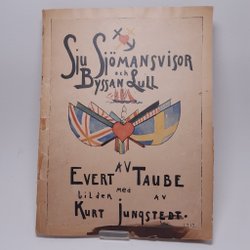 Sju Sjömansvisor
och
Byssan Lull
AV
Evert Taube
med
bilder AV
Kurt Jungstedt.